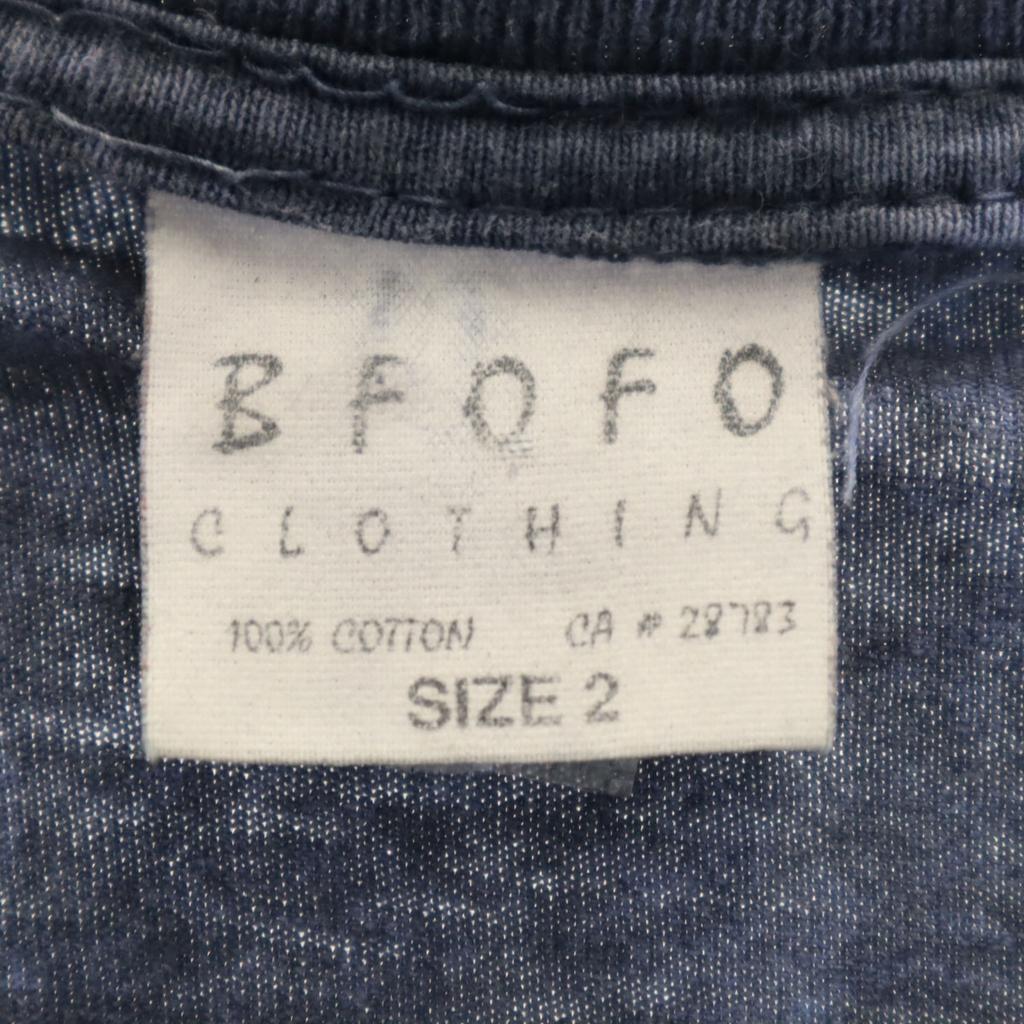 BFOFO
CLOTHING
100% COTTON CA # 28783
SIZE 2